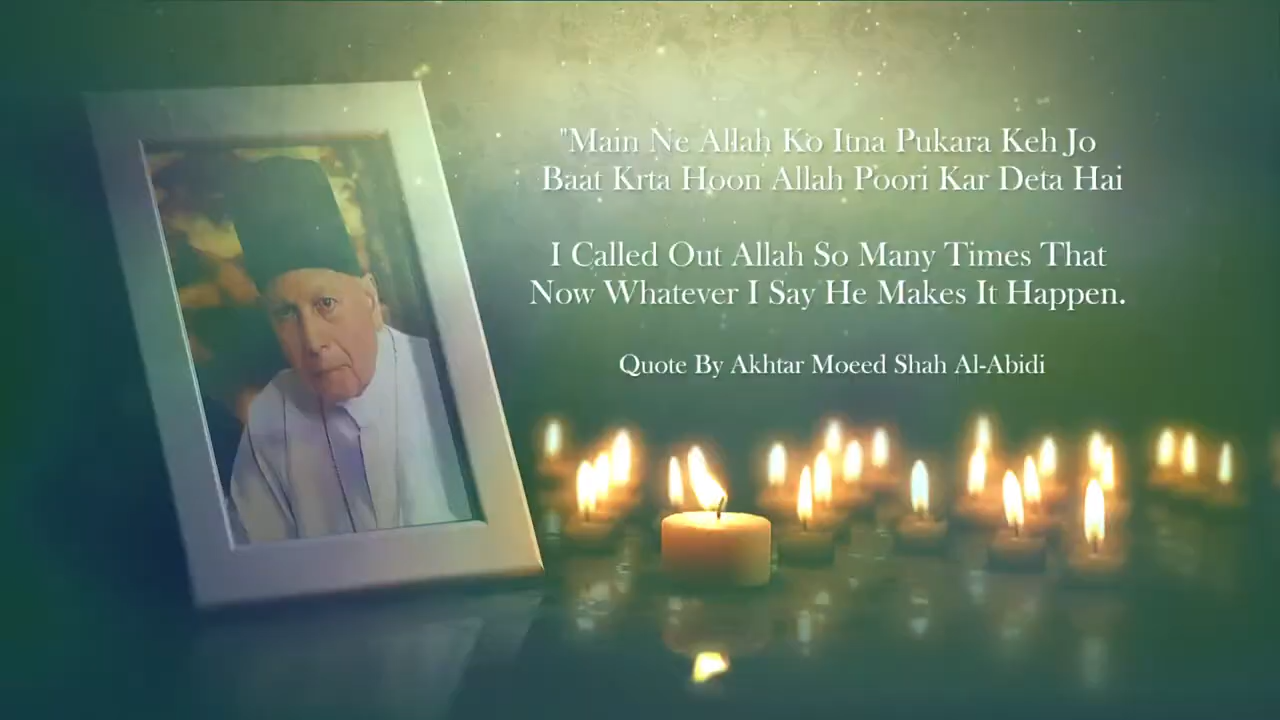 "Main Ne Allah Ko Itna Pukara Keh Jo
Baat Krta Hoon Allah Poori Kar Deta Hai
I Called Out Allah So Many Times That
Now Whatever I Say He Makes It Happen.
Quote By Akhtar Moeed Shah Al-Abidi